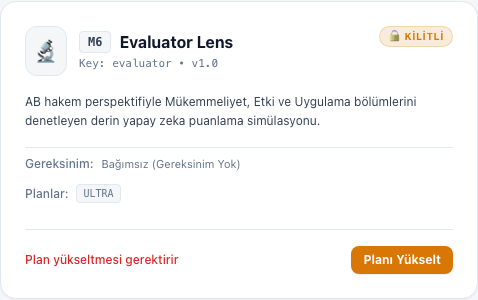 M6 Evaluator Lens
KİLİTLİ
Key: evaluator • v1.0
AB hakem perspektifiyle Mükemmeliyet, Etki ve Uygulama bölümlerini
denetleyen derin yapay zeka puanlama simülasyonu.
Gereksinim: Bağımsız (Gereksinim Yok)
Planlar: ULTRA
Plan yükseltmesi gerektirir
Planı Yükselt